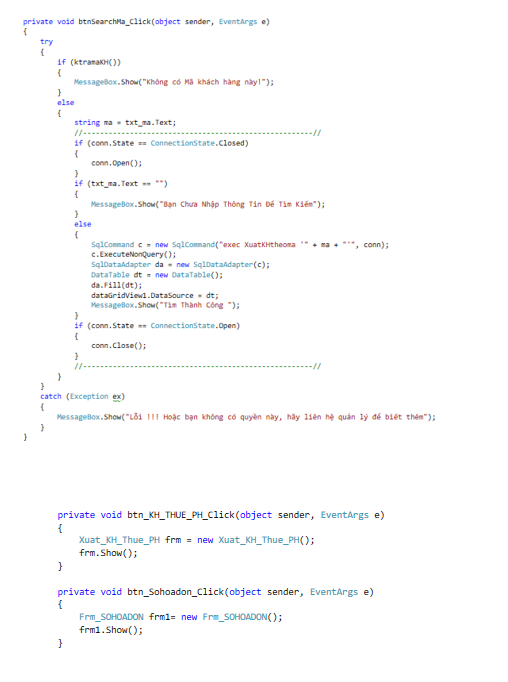 private void btnSearchMa_Click(object sender, EventArgs e)
{
try
{
if (ktramaKH())
{
MessageBox.Show("Không có Mã khách hàng này!");
}
else
{
string ma = txt_ma.Text;
//------------------------------------------------------//
if (conn.State == ConnectionState.Closed)
{
conn.Open();
}
if (txt_ma.Text == "")
{
MessageBox.Show("Bạn Chưa Nhập Thông Tin Để Tìm Kiếm");
}
else
{
SqlCommand c = new SqlCommand("exec XuatKHtheoma '" + ma + "'", conn);
c.ExecuteNonQuery();
SqlDataAdapter da = new SqlDataAdapter(c);
DataTable dt = new DataTable();
da.Fill(dt);
dataGridView1.DataSource = dt;
MessageBox.Show("Tìm Thành Công ");
}
if (conn.State == ConnectionState.Open)
{
conn.Close();
}
//------------------------------------------------------//
}
}
catch (Exception ex)
{
MessageBox.Show("Lỗi !!! Hoặc bạn không có quyền này, hãy liên hệ quản lý để biết thêm");
}
}
private void btn_KH_THUE_PH_Click(object sender, EventArgs e)
{
Xuat_KH_Thue_PH frm = new Xuat_KH_Thue_PH();
frm.Show();
}
private void btn_Sohoadon_Click(object sender, EventArgs e)
{
Frm_SOHOADON frm1= new Frm_SOHOADON();
frm1.Show();
}